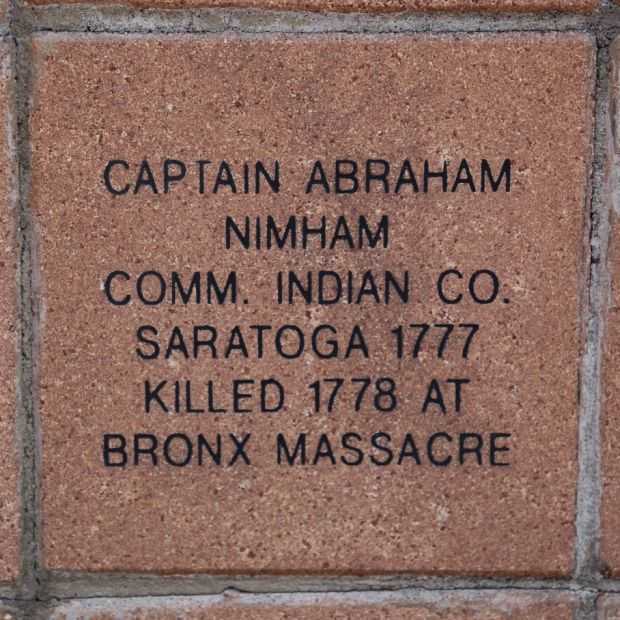 CAPTAIN ABRAHAM
NIMHAM
COMM. INDIAN CO.
SARATOGA 1777
KILLED 1778 AT
BRONX MASSACRE